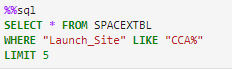 %%sql
SELECT * FROM SPACEXTBL
WHERE "Launch_Site" LIKE "CCA%"
LIMIT 5